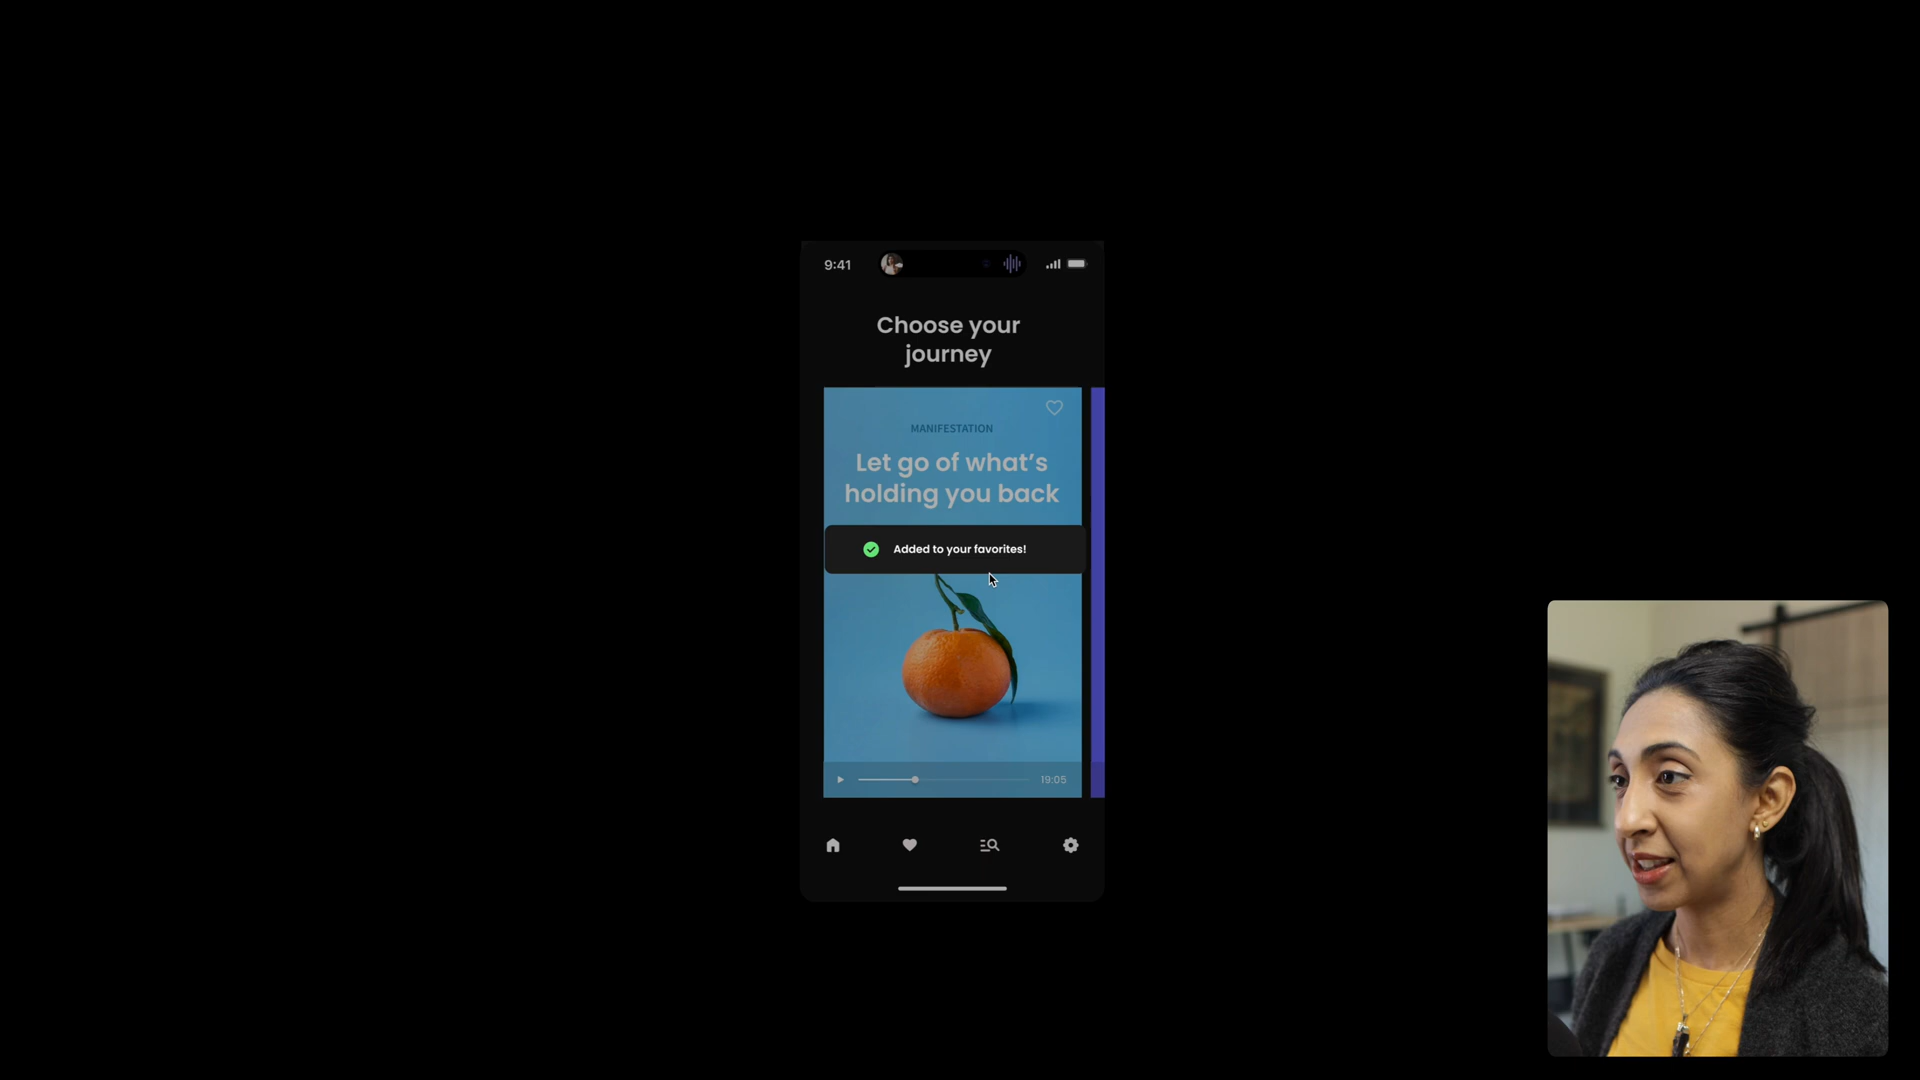 9:41
Choose your
journey
MANIFESTATION
Let go of what’s
holding you back
Added to your favorites!
19:05